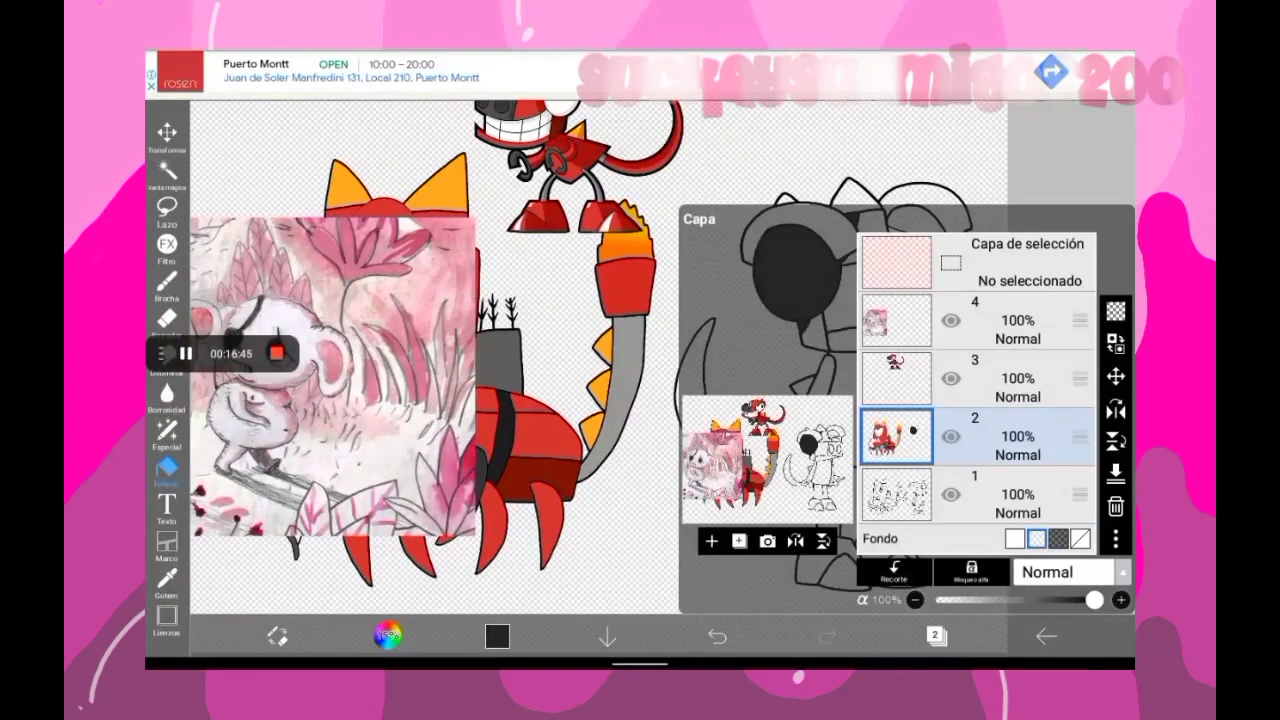 Puerto Montt OPEN 10:00 – 20:00
Juan de Soler Manfredini 131, Local 210, Puerto Montt
rosen
200
Transformar
Varita mágica
Lazo
FX
Filtro
Brocha
00:16:45
Borrosidad
Especial
T
Texto
Marco
Gotero
Lienzos
Capa
Capa de selección
No seleccionado
4
100%
Normal
3
100%
Normal
2
100%
Normal
1
100%
Normal
Fondo
Recorte
Bloqueo alfa
Normal
α 100%
15%
2